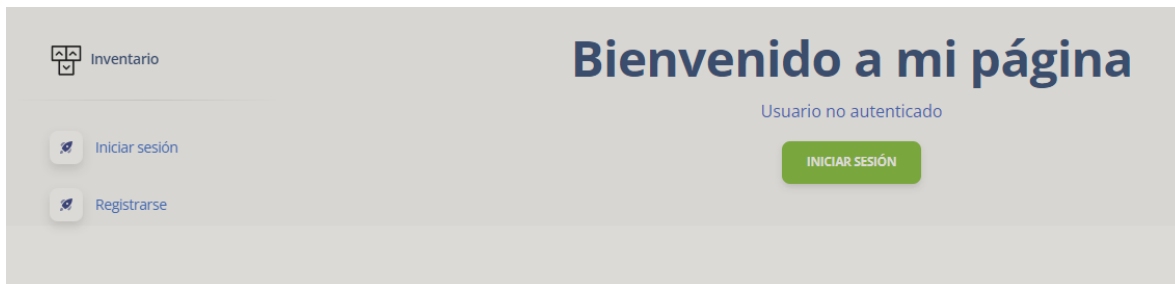 Inventario
Iniciar sesión
Registrarse
Bienvenido a mi página
Usuario no autenticado
INICIAR SESIÓN